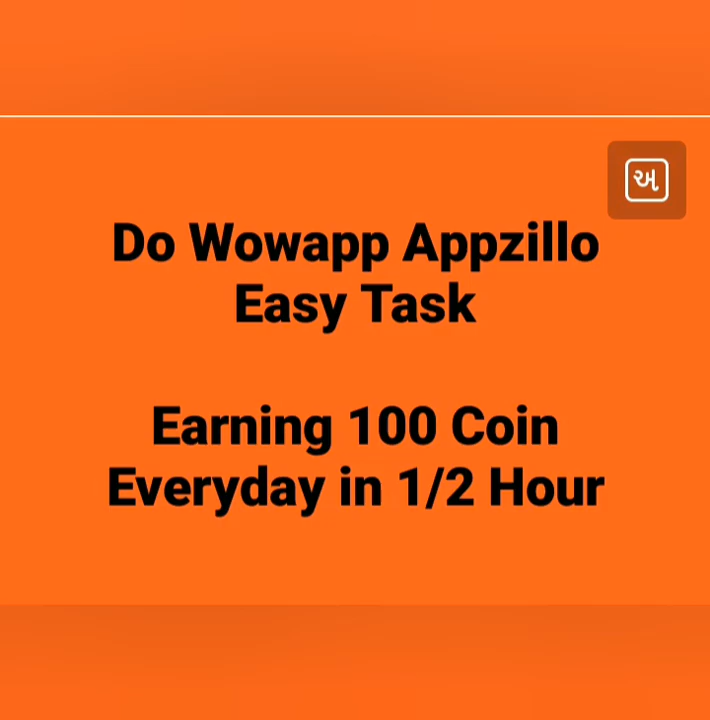 અ
Do Wowapp Appzillo
Easy Task
Earning 100 Coin
Everyday in 1/2 Hour